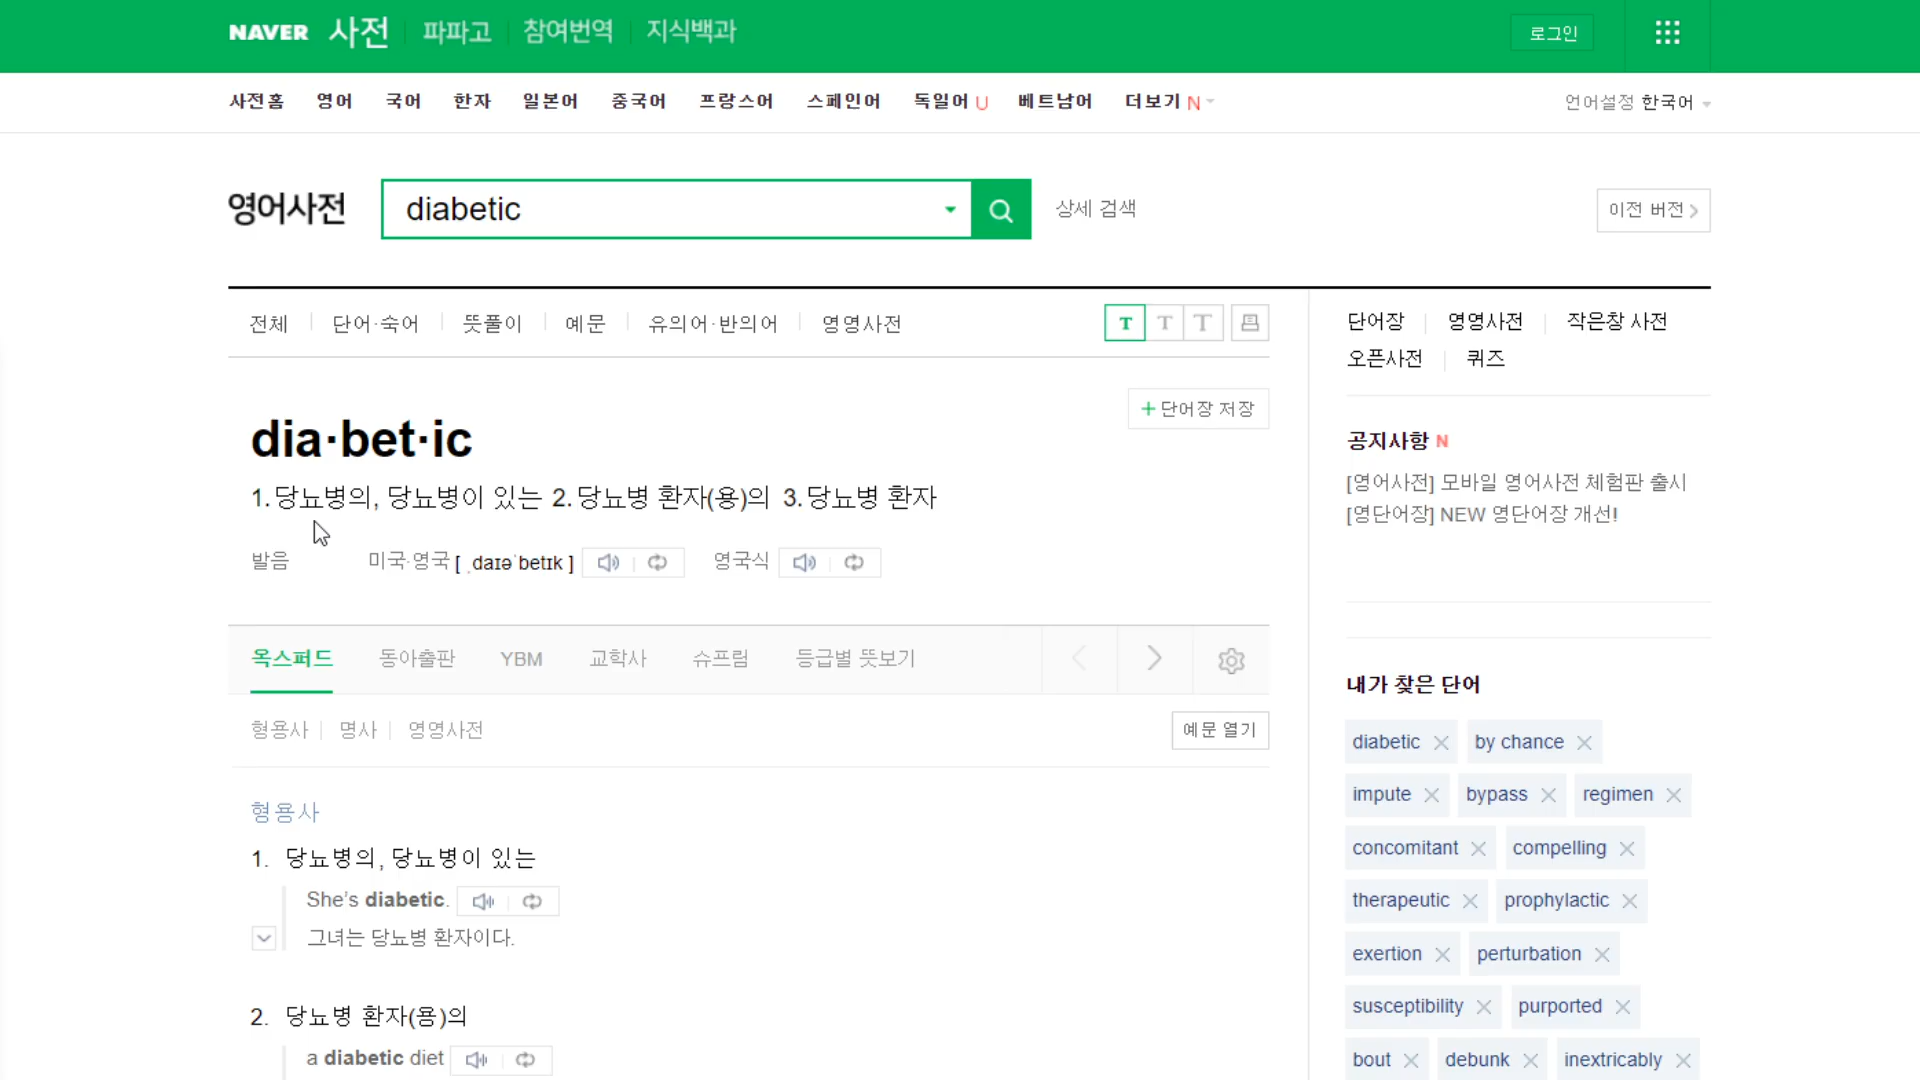 NAVER 사전 파파고 참여번역 지식백과 로그인
사전홈 영어 국어 한자 일본어 중국어 프랑스어 스페인어 독일어 U 베트남어 더보기 N 언어설정 한국어
영어사전 diabetic 상세 검색 이전 버전
전체 단어·숙어 뜻풀이 예문 유의어·반의어 영영사전 T T T
+ 단어장 저장
dia·bet·ic
1. 당뇨병의, 당뇨병이 있는 2. 당뇨병 환자(용)의 3. 당뇨병 환자
발음 미국·영국 [ ˌdaɪəˈbetɪk ] 영국식
옥스퍼드 동아출판 YBM 교학사 슈프림 등급별 뜻보기
형용사 명사 영영사전 예문 열기
형용사
1. 당뇨병의, 당뇨병이 있는
She's diabetic.
그녀는 당뇨병 환자이다.
2. 당뇨병 환자(용)의
a diabetic diet
단어장 영영사전 작은창 사전
오픈사전 퀴즈
공지사항 N
[영어사전] 모바일 영어사전 체험판 출시
[영단어장] NEW 영단어장 개선!
내가 찾은 단어
diabetic by chance
impute bypass regimen
concomitant compelling
therapeutic prophylactic
exertion perturbation
susceptibility purported
bout debunk inextricably